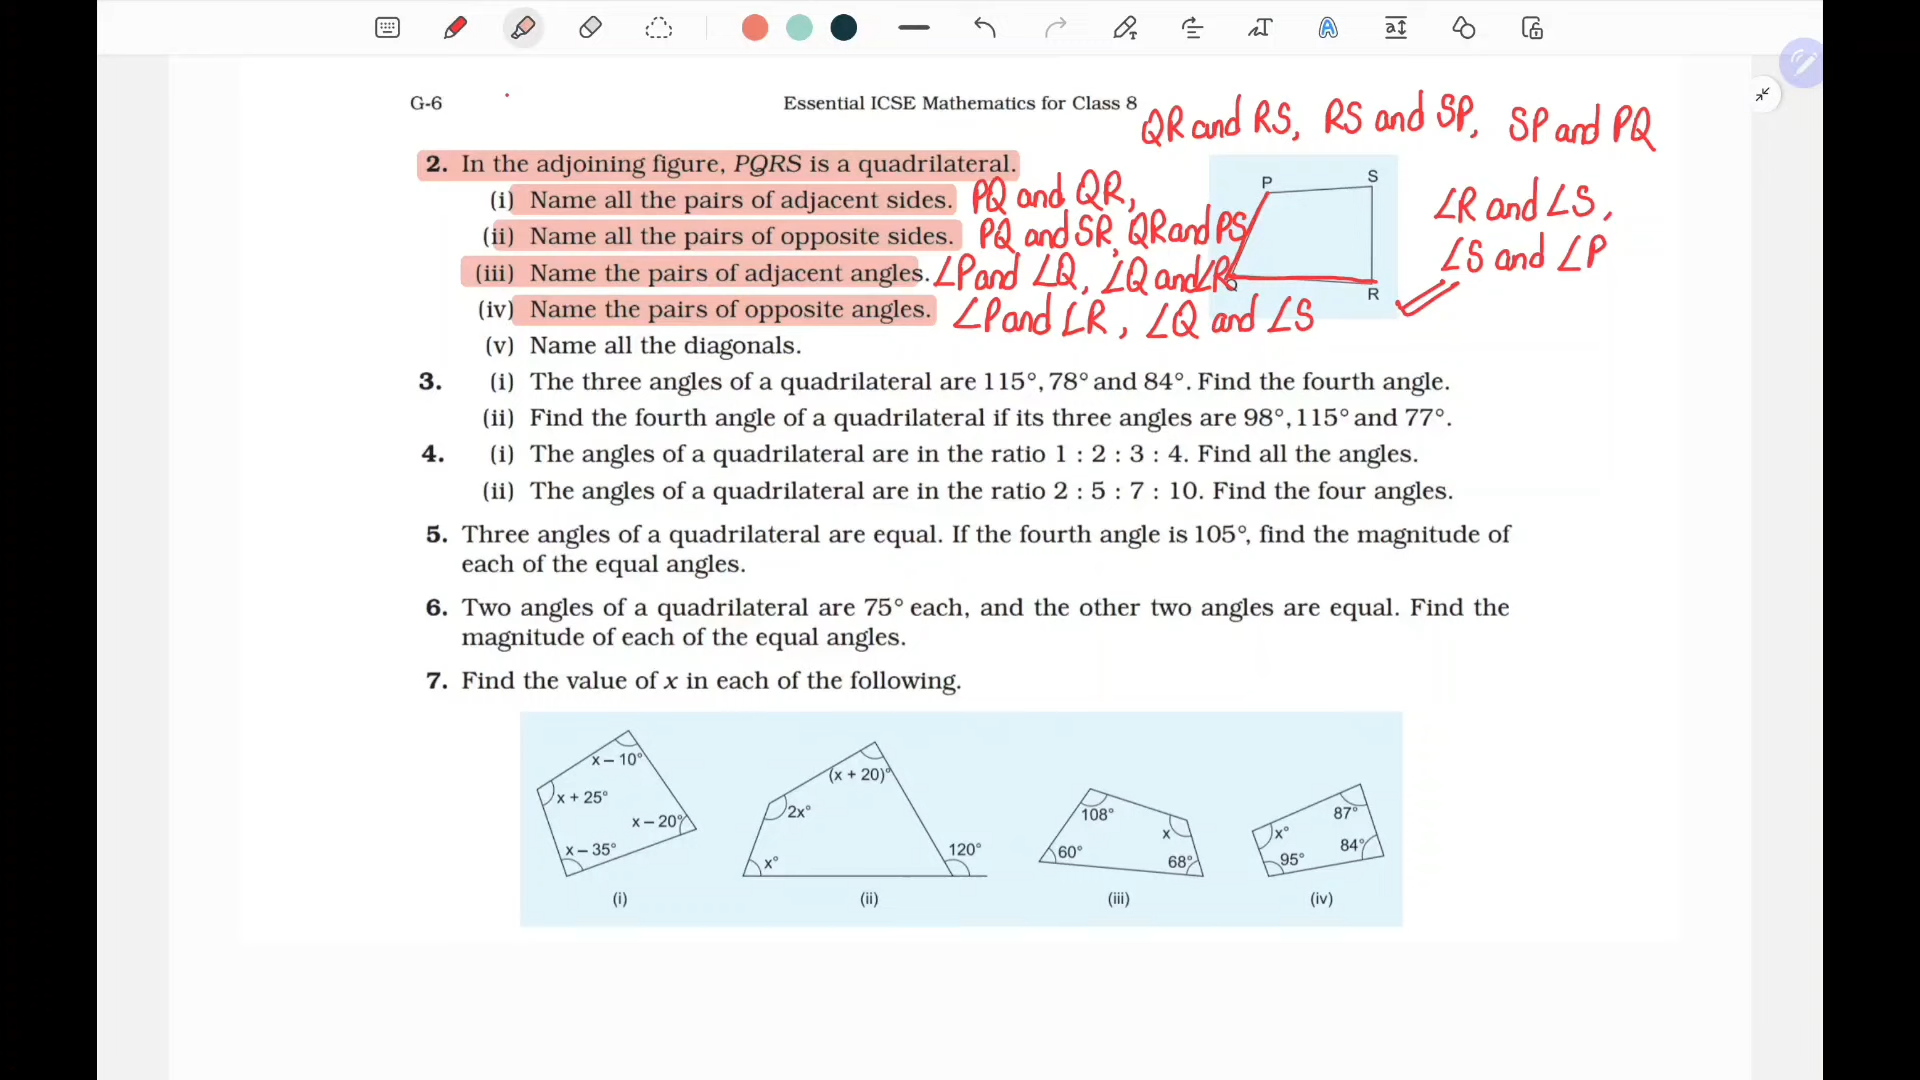 G-6
Essential ICSE Mathematics for Class 8
QR and RS, RS and SP, SP and PQ
2. In the adjoining figure, PQRS is a quadrilateral.
(i) Name all the pairs of adjacent sides. PQ and QR,
(ii) Name all the pairs of opposite sides. PQ and SR, QR and PS
(iii) Name the pairs of adjacent angles. ∠P and ∠Q, ∠Q and ∠R
(iv) Name the pairs of opposite angles. ∠P and ∠R, ∠Q and ∠S
P
S
Q
R
∠R and ∠S,
∠S and ∠P
(v) Name all the diagonals.
3. (i) The three angles of a quadrilateral are 115°, 78° and 84°. Find the fourth angle.
(ii) Find the fourth angle of a quadrilateral if its three angles are 98°, 115° and 77°.
4. (i) The angles of a quadrilateral are in the ratio 1 : 2 : 3 : 4. Find all the angles.
(ii) The angles of a quadrilateral are in the ratio 2 : 5 : 7 : 10. Find the four angles.
5. Three angles of a quadrilateral are equal. If the fourth angle is 105°, find the magnitude of
each of the equal angles.
6. Two angles of a quadrilateral are 75° each, and the other two angles are equal. Find the
magnitude of each of the equal angles.
7. Find the value of x in each of the following.
x – 10°
x + 25°
x – 20°
x – 35°
(i)
(x + 20)°
2x°
x°
120°
(ii)
108°
x
60°
68°
(iii)
87°
x°
84°
95°
(iv)